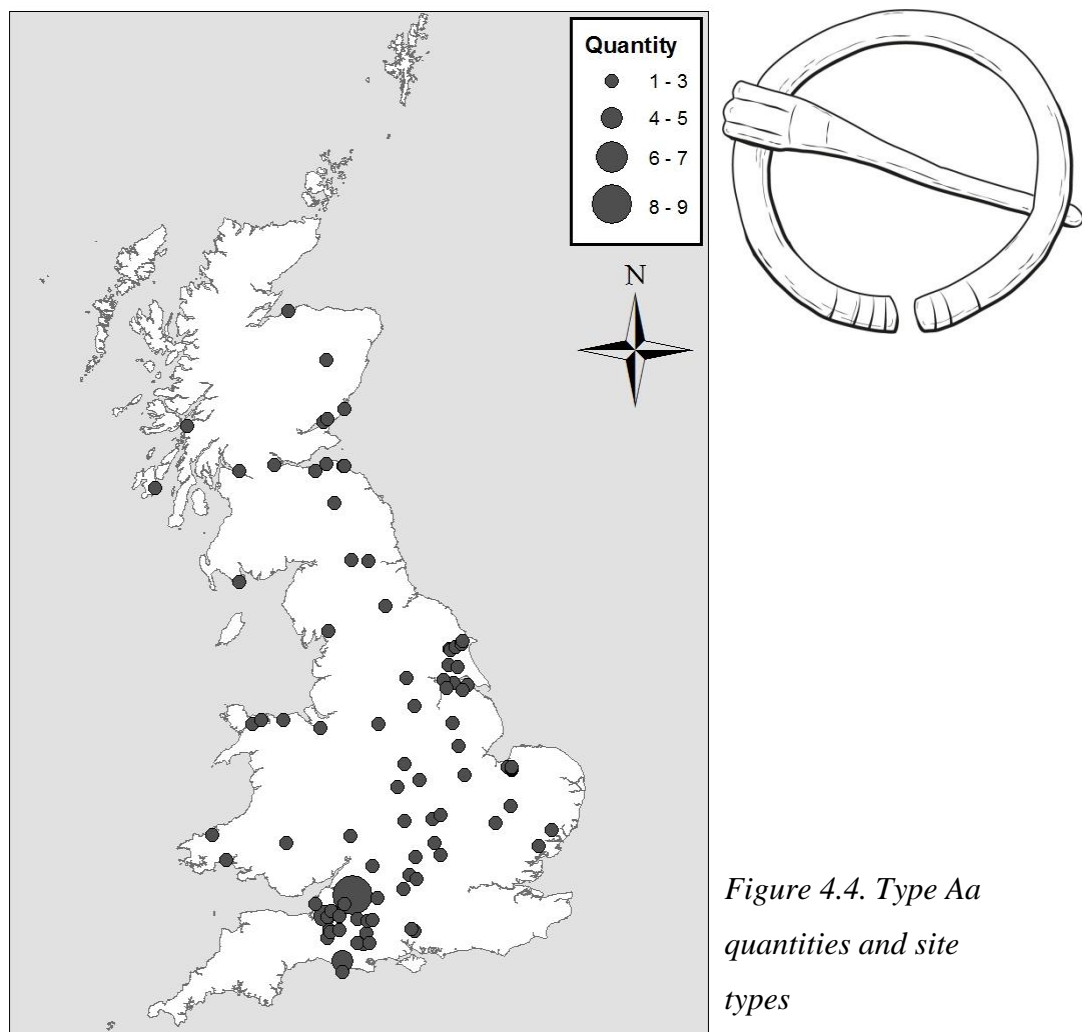 Quantity
1 - 3
4 - 5
6 - 7
8 - 9
N
Figure 4.4. Type Aa
quantities and site
types